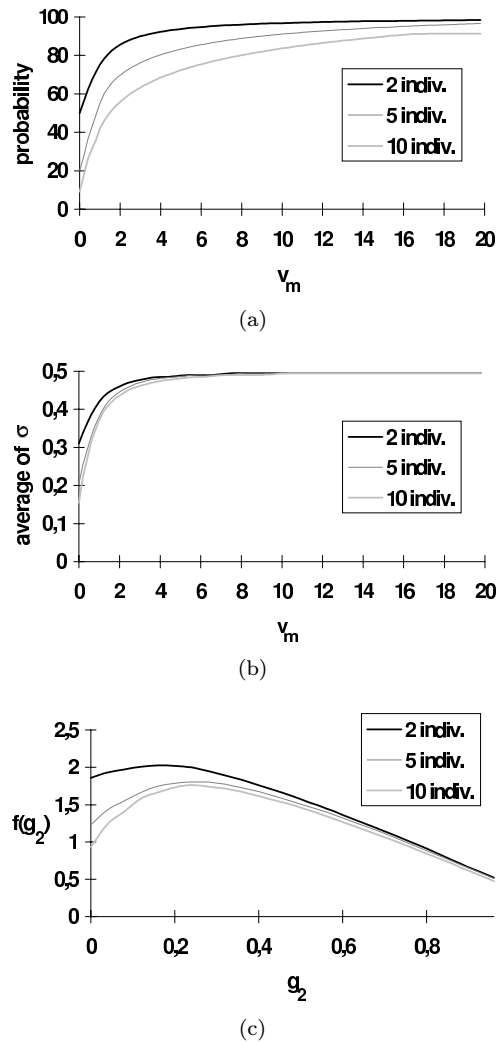 100
80
60
40
20
0
probability
2 indiv.
5 indiv.
10 indiv.
0 2 4 6 8 10 12 14 16 18 20
v_m
(a)
0,5
0,4
0,3
0,2
0,1
0
average of σ
2 indiv.
5 indiv.
10 indiv.
0 2 4 6 8 10 12 14 16 18 20
v_m
(b)
2,5
2
1,5
1
0,5
0
f(g_2)
2 indiv.
5 indiv.
10 indiv.
0 0,2 0,4 0,6 0,8
g_2
(c)